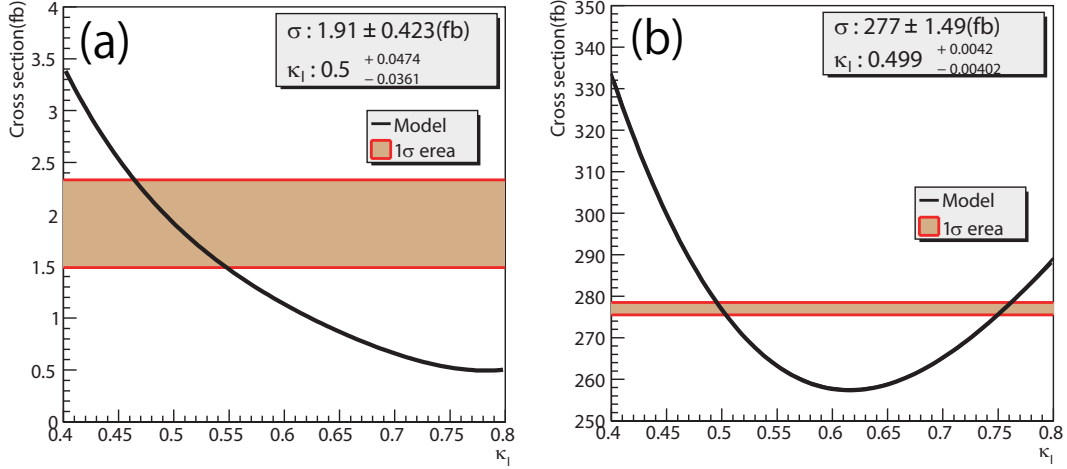 (a)
Cross section(fb)
σ : 1.91 ± 0.423(fb)
κl : 0.5 + 0.0474
− 0.0361
Model
1σ erea
4
3.5
3
2.5
2
1.5
1
0.5
0
0.4 0.45 0.5 0.55 0.6 0.65 0.7 0.75 0.8
κl
(b)
Cross section(fb)
σ : 277 ± 1.49(fb)
κl : 0.499 + 0.0042
− 0.00402
Model
1σ erea
350
340
330
320
310
300
290
280
270
260
250
0.4 0.45 0.5 0.55 0.6 0.65 0.7 0.75 0.8
κl